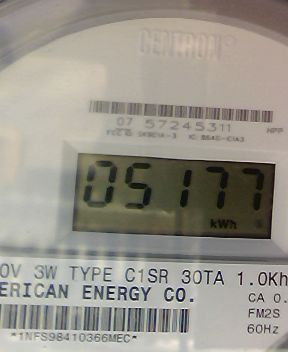 CENTRON®
07 57245311
HPP
05177
kWh
0V 3W TYPE C1SR 30TA 1.0Kh
ERICAN ENERGY CO.
CA 0.
FM2S
60Hz
*1NFS98410366MEC*